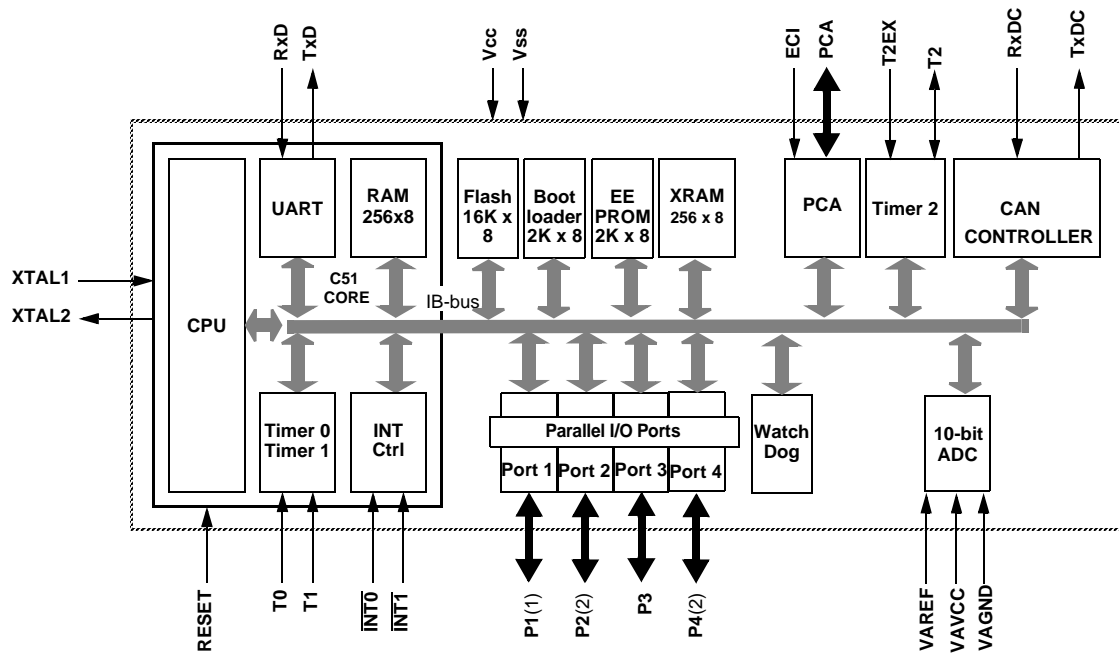 RxD
TxD
Vcc
Vss
ECI
PCA
T2EX
T2
RxDC
TxDC
UART
RAM
256x8
Flash
16K x
8
Boot
loader
2K x 8
EE
PROM
2K x 8
XRAM
256 x 8
PCA
Timer 2
CAN
CONTROLLER
XTAL1
XTAL2
C51
CORE
IB-bus
CPU
Timer 0
Timer 1
INT
Ctrl
Parallel I/O Ports
Port 1
Port 2
Port 3
Port 4
Watch
Dog
10-bit
ADC
RESET
T0
T1
INT0
INT1
P1(1)
P2(2)
P3
P4(2)
VAREF
VAVCC
VAGND